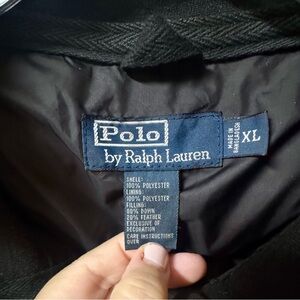 Polo
by Ralph Lauren
MADE IN
BANGLADESH
XL
SHELL:
100% POLYESTER
LINING:
100% POLYESTER
FILLING:
80% DOWN
20% FEATHER
EXCLUSIVE OF
DECORATION
CARE INSTRUCTIONS
OVER